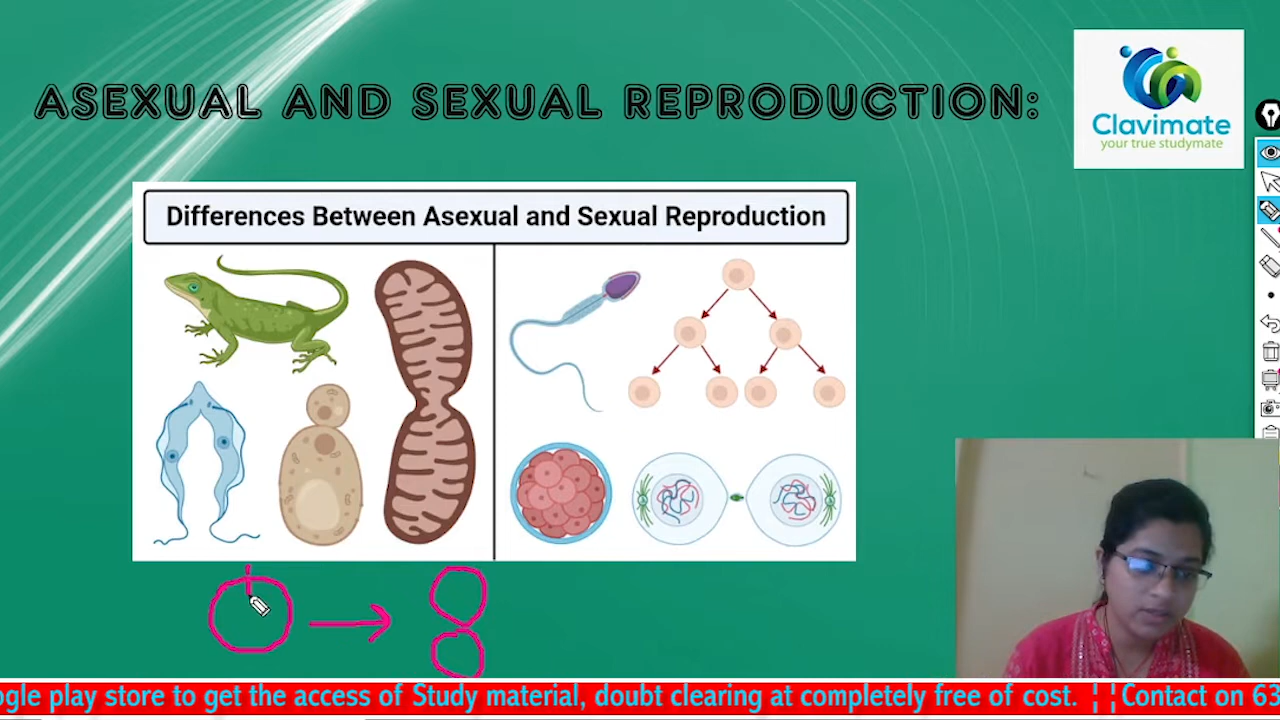 ASEXUAL AND SEXUAL REPRODUCTION:
Clavimate
your true studymate
Differences Between Asexual and Sexual Reproduction
ogle play store to get the access of Study material, doubt clearing at completely free of cost. ¦ ¦ Contact on 63